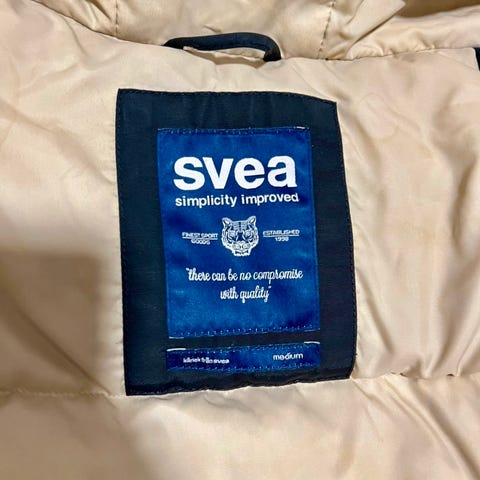 svea
simplicity improved
FINEST SPORT GOODS
ESTABLISHED 1998
"there can be no compromise
with quality"
medium